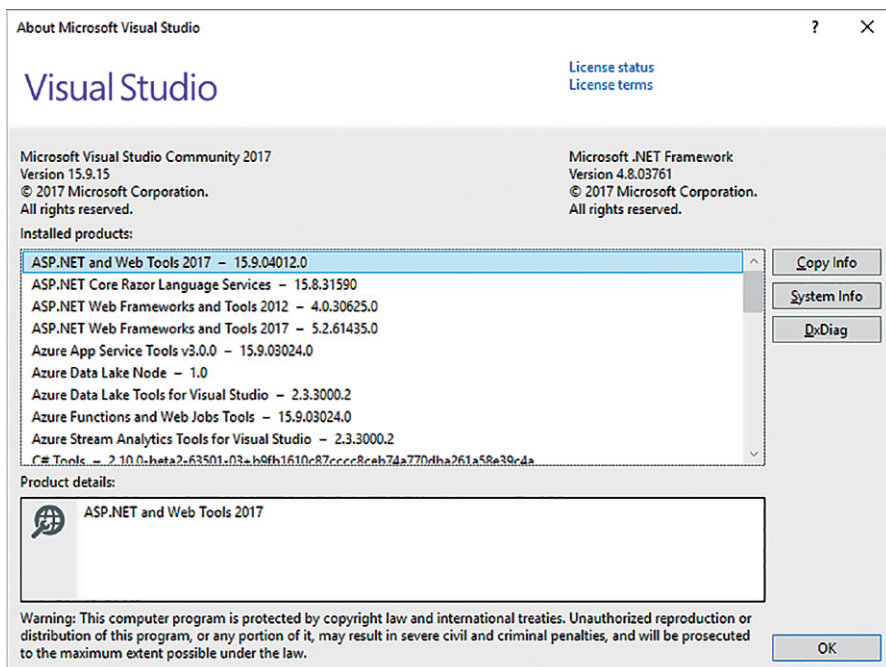 About Microsoft Visual Studio
? ✕
Visual Studio
License status
License terms
Microsoft Visual Studio Community 2017
Version 15.9.15
© 2017 Microsoft Corporation.
All rights reserved.
Microsoft .NET Framework
Version 4.8.03761
© 2017 Microsoft Corporation.
All rights reserved.
Installed products:
ASP.NET and Web Tools 2017 – 15.9.04012.0
ASP.NET Core Razor Language Services – 15.8.31590
ASP.NET Web Frameworks and Tools 2012 – 4.0.30625.0
ASP.NET Web Frameworks and Tools 2017 – 5.2.61435.0
Azure App Service Tools v3.0.0 – 15.9.03024.0
Azure Data Lake Node – 1.0
Azure Data Lake Tools for Visual Studio – 2.3.3000.2
Azure Functions and Web Jobs Tools – 15.9.03024.0
Azure Stream Analytics Tools for Visual Studio – 2.3.3000.2
C# Tools – 2.10.0-beta2-63501-03+b9fb1610c87cccc8ceb74a770dba261a58e39c4a
Copy Info
System Info
DxDiag
Product details:
ASP.NET and Web Tools 2017
Warning: This computer program is protected by copyright law and international treaties. Unauthorized reproduction or
distribution of this program, or any portion of it, may result in severe civil and criminal penalties, and will be prosecuted
to the maximum extent possible under the law.
OK